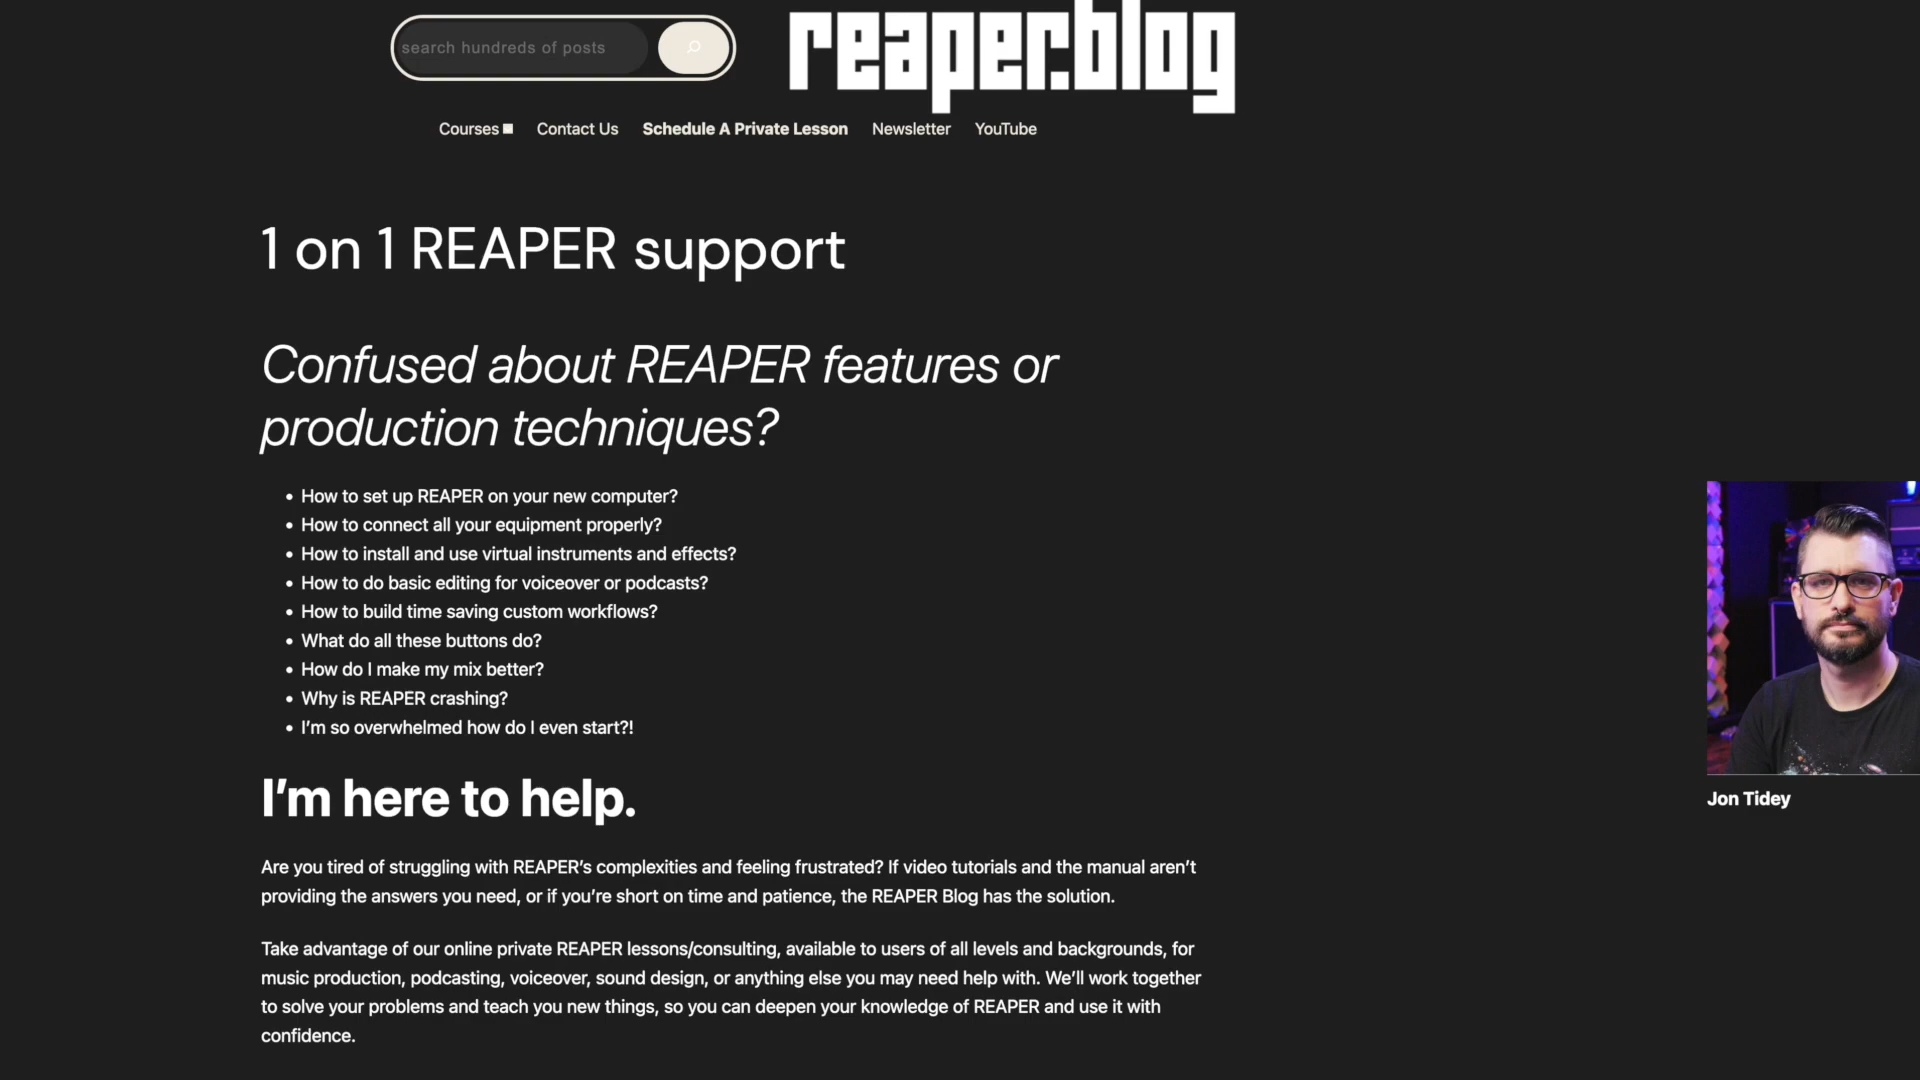 search hundreds of posts
reaper.blog
Courses
Contact Us
Schedule A Private Lesson
Newsletter
YouTube
1 on 1 REAPER support
Confused about REAPER features or
production techniques?
• How to set up REAPER on your new computer?
• How to connect all your equipment properly?
• How to install and use virtual instruments and effects?
• How to do basic editing for voiceover or podcasts?
• How to build time saving custom workflows?
• What do all these buttons do?
• How do I make my mix better?
• Why is REAPER crashing?
• I’m so overwhelmed how do I even start?!
I’m here to help.
Jon Tidey
Are you tired of struggling with REAPER’s complexities and feeling frustrated? If video tutorials and the manual aren’t
providing the answers you need, or if you’re short on time and patience, the REAPER Blog has the solution.
Take advantage of our online private REAPER lessons/consulting, available to users of all levels and backgrounds, for
music production, podcasting, voiceover, sound design, or anything else you may need help with. We’ll work together
to solve your problems and teach you new things, so you can deepen your knowledge of REAPER and use it with
confidence.